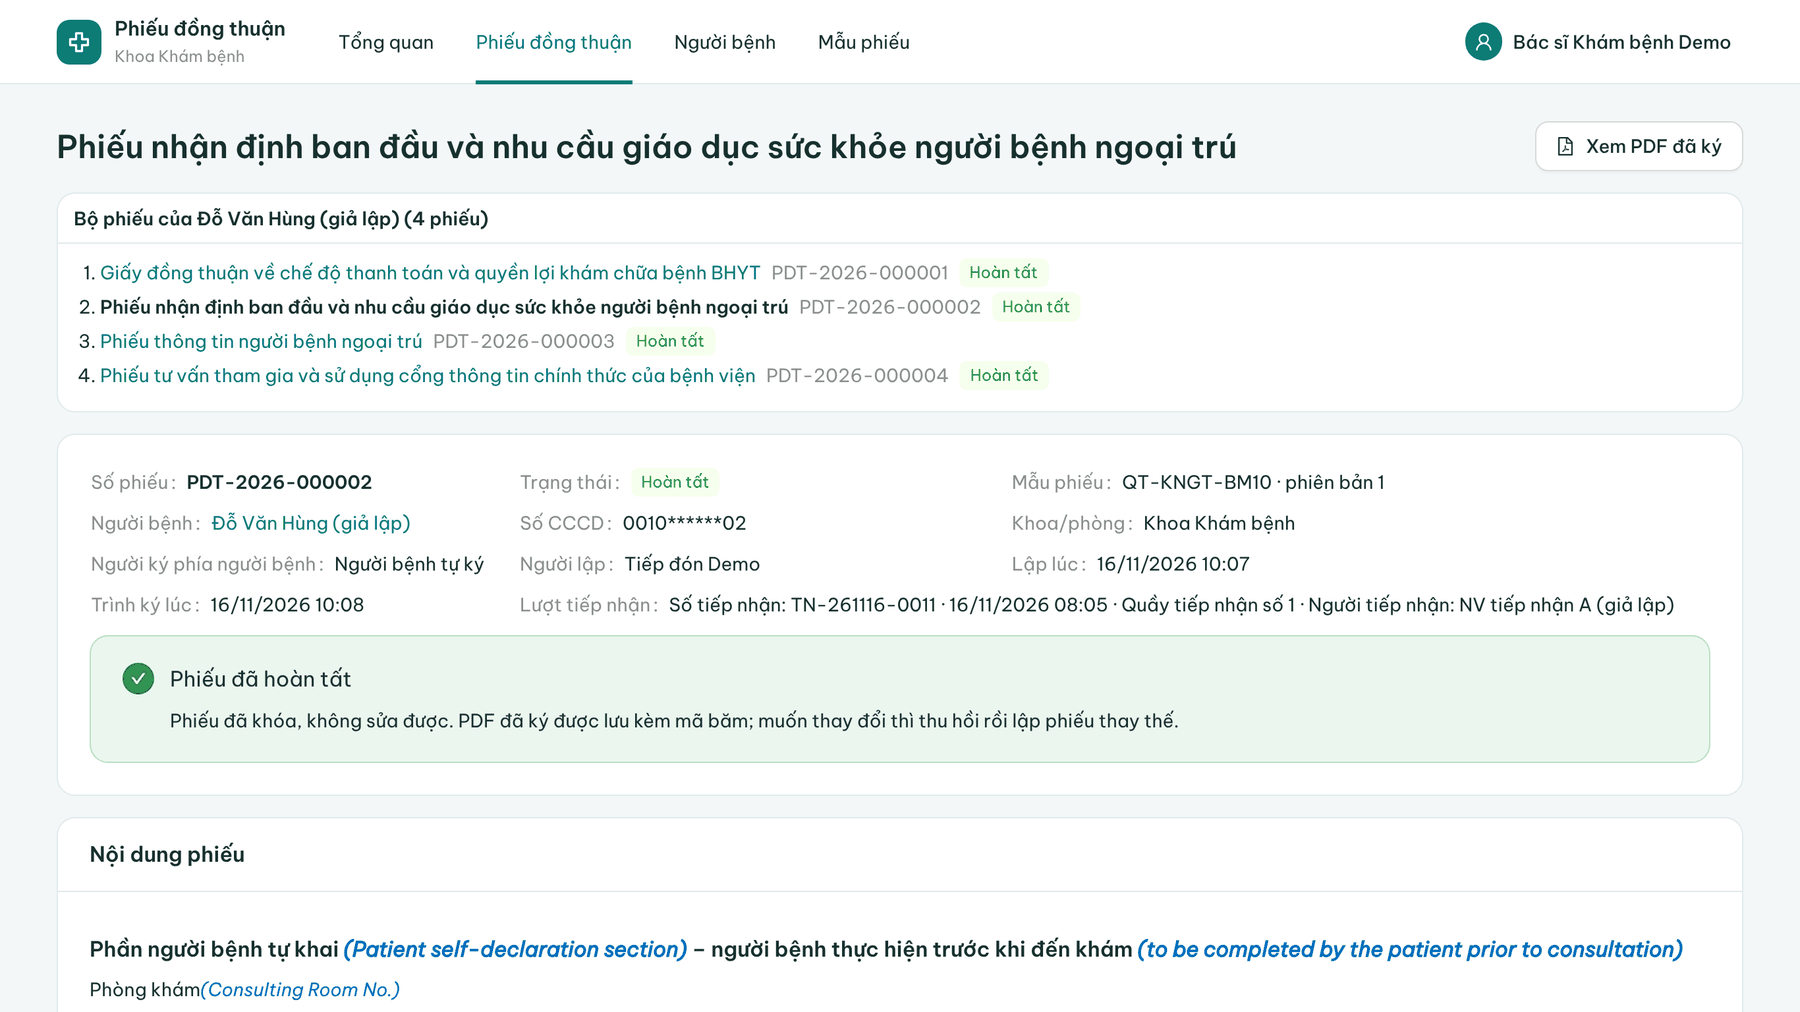 Phiếu đồng thuận
Khoa Khám bệnh
Tổng quan
Phiếu đồng thuận
Người bệnh
Mẫu phiếu
Bác sĩ Khám bệnh Demo
Phiếu nhận định ban đầu và nhu cầu giáo dục sức khỏe người bệnh ngoại trú
Xem PDF đã ký
Bộ phiếu của Đỗ Văn Hùng (giả lập) (4 phiếu)
1. Giấy đồng thuận về chế độ thanh toán và quyền lợi khám chữa bệnh BHYT PDT-2026-000001 Hoàn tất
2. Phiếu nhận định ban đầu và nhu cầu giáo dục sức khỏe người bệnh ngoại trú PDT-2026-000002 Hoàn tất
3. Phiếu thông tin người bệnh ngoại trú PDT-2026-000003 Hoàn tất
4. Phiếu tư vấn tham gia và sử dụng cổng thông tin chính thức của bệnh viện PDT-2026-000004 Hoàn tất
Số phiếu: PDT-2026-000002 Trạng thái: Hoàn tất Mẫu phiếu: QT-KNGT-BM10 · phiên bản 1
Người bệnh: Đỗ Văn Hùng (giả lập) Số CCCD: 0010******02 Khoa/phòng: Khoa Khám bệnh
Người ký phía người bệnh: Người bệnh tự ký Người lập: Tiếp đón Demo Lập lúc: 16/11/2026 10:07
Trình ký lúc: 16/11/2026 10:08 Lượt tiếp nhận: Số tiếp nhận: TN-261116-0011 · 16/11/2026 08:05 · Quầy tiếp nhận số 1 · Người tiếp nhận: NV tiếp nhận A (giả lập)
Phiếu đã hoàn tất
Phiếu đã khóa, không sửa được. PDF đã ký được lưu kèm mã băm; muốn thay đổi thì thu hồi rồi lập phiếu thay thế.
Nội dung phiếu
Phần người bệnh tự khai (Patient self-declaration section) – người bệnh thực hiện trước khi đến khám (to be completed by the patient prior to consultation)
Phòng khám(Consulting Room No.)